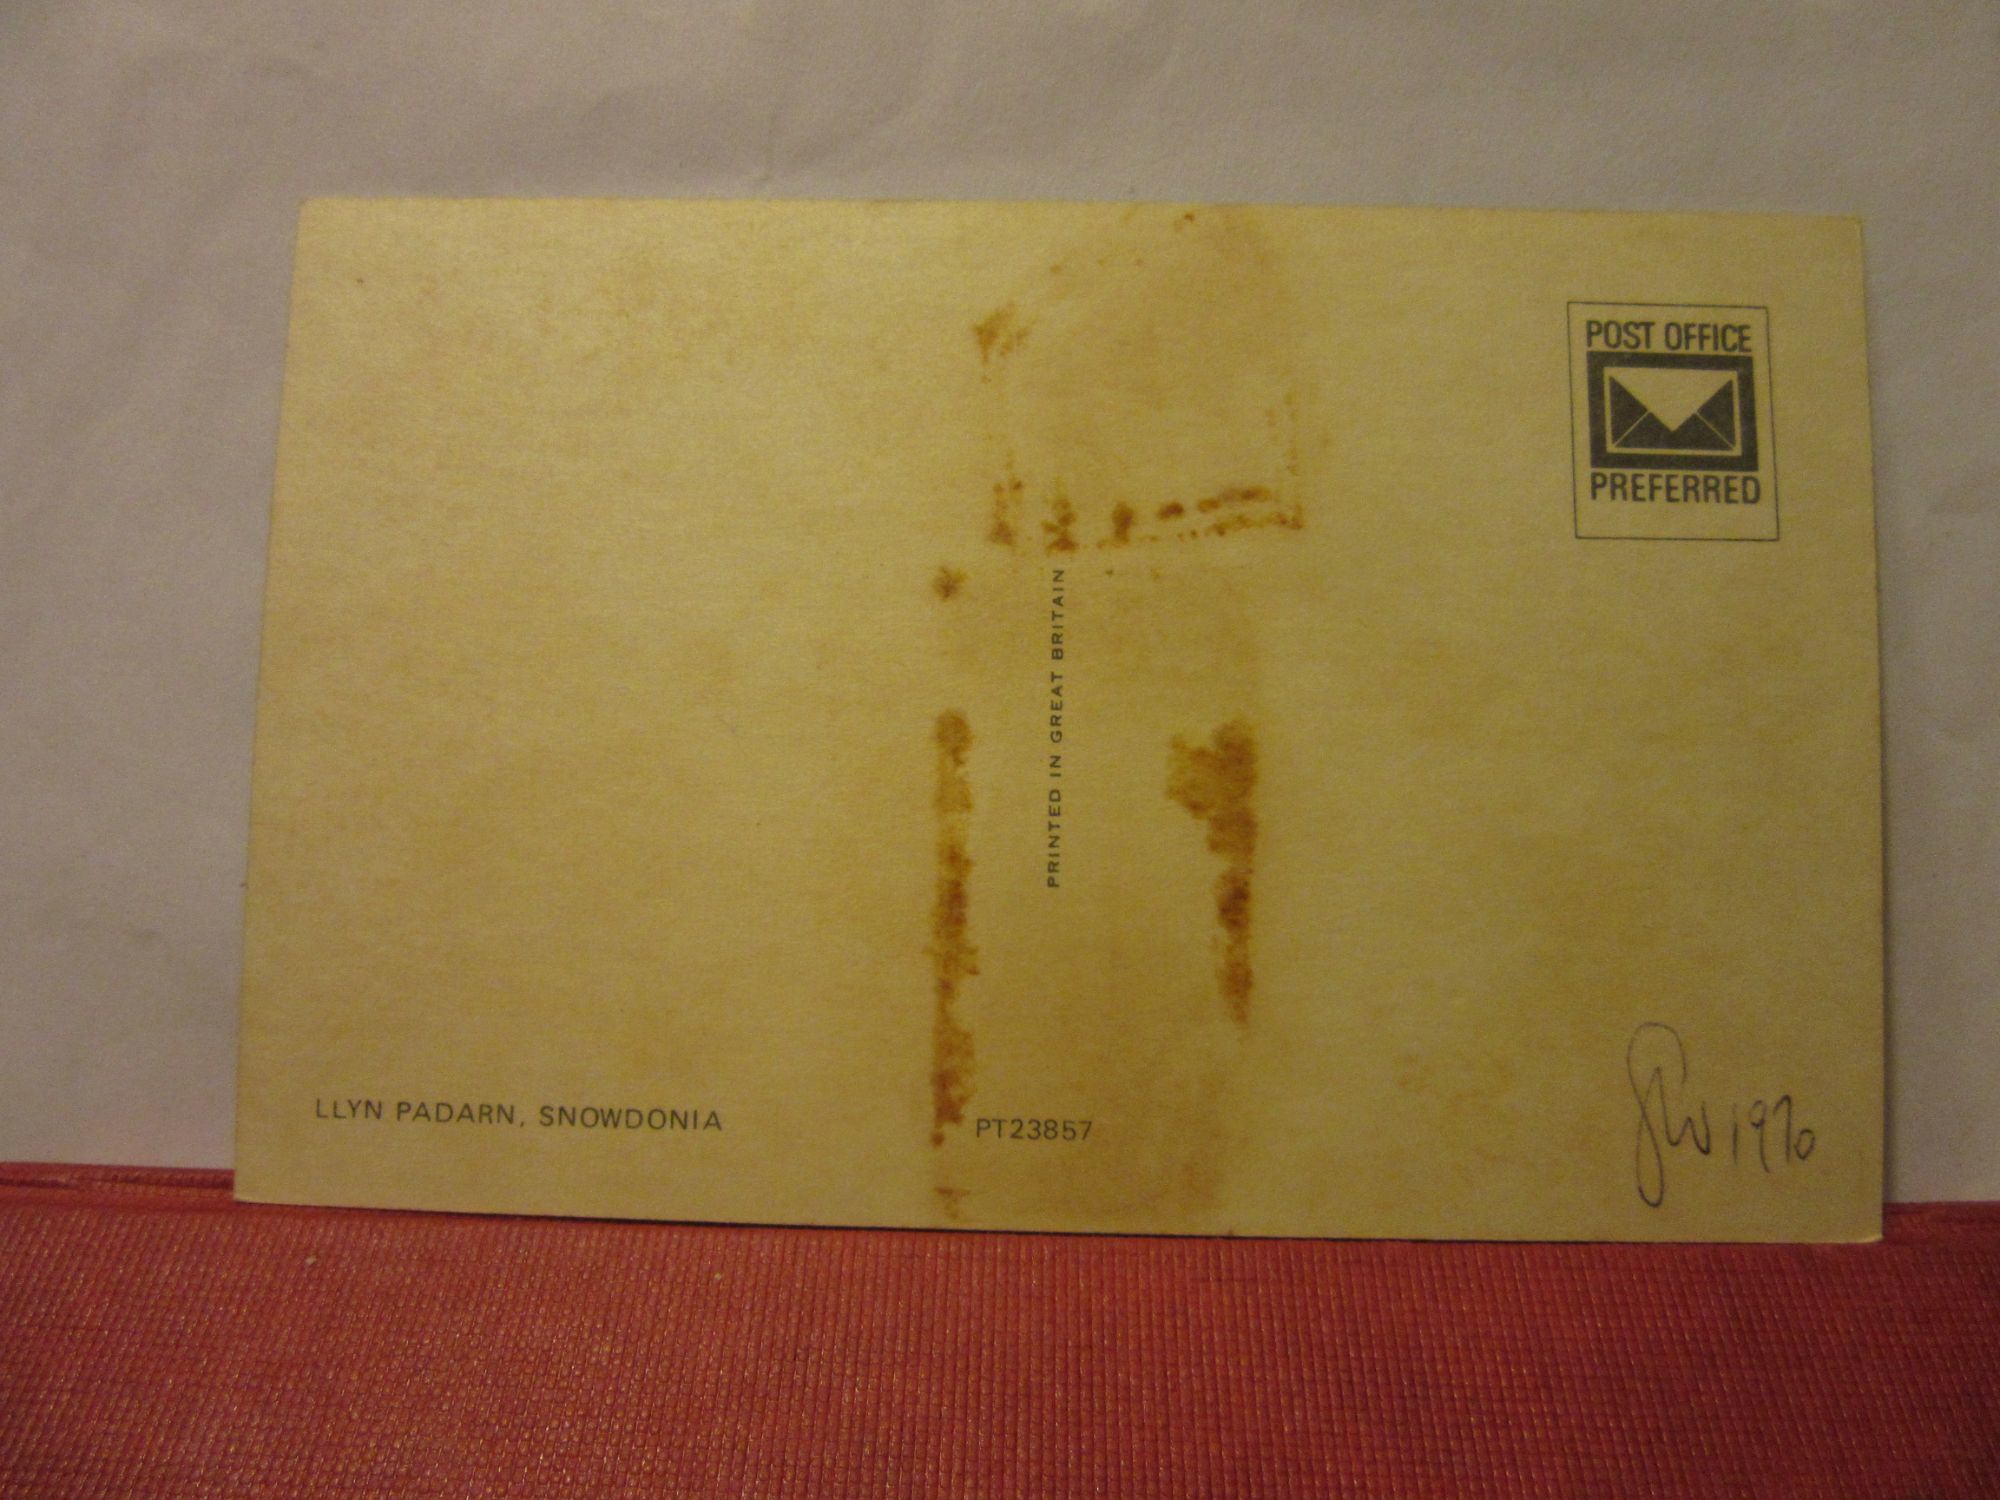 POST OFFICE
PREFERRED
PRINTED IN GREAT BRITAIN
LLYN PADARN, SNOWDONIA
PT23857
1970